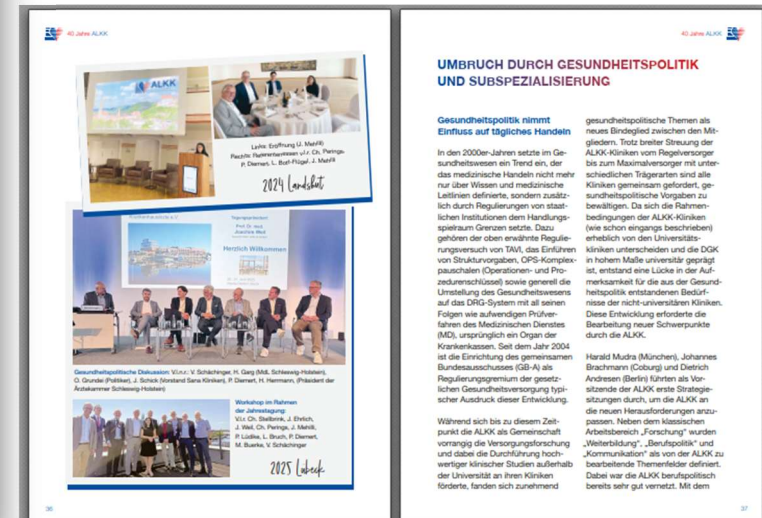 40 Jahre ALKK
ALKK
Links: Eröffnung (J. Mehilli)
Rechts: Referentenessen v.l.r. Ch. Perings,
P. Diemert, L. Bott-Flügel, J. Mehilli
2024 Landshut
Tagungspräsident
Prof. Dr. med.
Joachim Weil
Herzlich Willkommen
Gesundheitspolitische Diskussion: V.l.n.r.: V. Schächinger, H. Garg (MdL Schleswig-Holstein),
O. Grundei (Politiker), J. Schick (Vorstand Sana Kliniken), P. Diemert, H. Herrmann, (Präsident der
Ärztekammer Schleswig-Holstein)
Workshop im Rahmen
der Jahrestagung:
V.l.r. Ch. Stellbrink, J. Ehrlich,
J. Weil, Ch. Perings, J. Mehilli,
P. Lüdike, L. Bruch, P. Diemert,
M. Buerke, V. Schächinger
2025 Lübeck
36
40 Jahre ALKK
UMBRUCH DURCH GESUNDHEITSPOLITIK
UND SUBSPEZIALISIERUNG
Gesundheitspolitik nimmt
Einfluss auf tägliches Handeln
In den 2000er-Jahren setzte im Ge-
sundheitswesen ein Trend ein, der
das medizinische Handeln nicht mehr
nur über Wissen und medizinische
Leitlinien definierte, sondern zusätz-
lich durch Regulierungen von staat-
lichen Institutionen dem Handlungs-
spielraum Grenzen setzte. Dazu
gehören der oben erwähnte Regulie-
rungsversuch von TAVI, das Einführen
von Strukturvorgaben, OPS-Komplex-
pauschalen (Operationen- und Pro-
zedurenschlüssel) sowie generell die
Umstellung des Gesundheitswesens
auf das DRG-System mit all seinen
Folgen wie aufwendigen Prüfver-
fahren des Medizinischen Dienstes
(MD), ursprünglich ein Organ der
Krankenkassen. Seit dem Jahr 2004
ist die Einrichtung des gemeinsamen
Bundesausschusses (GB-A) als
Regulierungsgremium der gesetz-
lichen Gesundheitsversorgung typi-
scher Ausdruck dieser Entwicklung.
Während sich bis zu diesem Zeit-
punkt die ALKK als Gemeinschaft
vorrangig die Versorgungsforschung
und dabei die Durchführung hoch-
wertiger klinischer Studien außerhalb
der Universität an ihren Kliniken
förderte, fanden sich zunehmend
gesundheitspolitische Themen als
neues Bindeglied zwischen den Mit-
gliedern. Trotz breiter Streuung der
ALKK-Kliniken vom Regelversorger
bis zum Maximalversorger mit unter-
schiedlichen Trägerarten sind alle
Kliniken gemeinsam gefordert, ge-
sundheitspolitische Vorgaben zu
bewältigen. Da sich die Rahmen-
bedingungen der ALKK-Kliniken
(wie schon eingangs beschrieben)
erheblich von den Universitäts-
kliniken unterscheiden und die DGK
in hohem Maße universitär geprägt
ist, entstand eine Lücke in der Auf-
merksamkeit für die aus der Gesund-
heitspolitik entstandenen Bedürf-
nisse der nicht-universitären Kliniken.
Diese Entwicklung erforderte die
Bearbeitung neuer Schwerpunkte
durch die ALKK.
Harald Mudra (München), Johannes
Brachmann (Coburg) und Dietrich
Andresen (Berlin) führten als Vor-
sitzende der ALKK erste Strategie-
sitzungen durch, um die ALKK an
die neuen Herausforderungen anzu-
passen. Neben dem klassischen
Arbeitsbereich „Forschung“ wurden
„Weiterbildung“, „Berufspolitik“ und
„Kommunikation“ als von der ALKK zu
bearbeitende Themenfelder definiert.
Dabei war die ALKK berufspolitisch
bereits sehr gut vernetzt. Mit dem
37